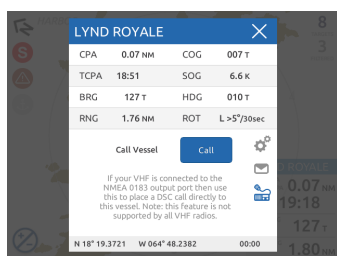 LYND ROYALE
CPA 0.07 NM COG 007 T
TCPA 18:51 SOG 6.6 K
BRG 127 T HDG 010 T
RNG 1.76 NM ROT L >5°/30sec
Call Vessel Call
If your VHF is connected to the
NMEA 0183 output port then use
this to place a DSC call directly to
this vessel. Note: this feature is not
supported by all VHF radios.
N 18° 19.3721 W 064° 48.2382 00:00
8
3
S
ROYALE
0.07 NM
19:18
127 T
1.80 NM